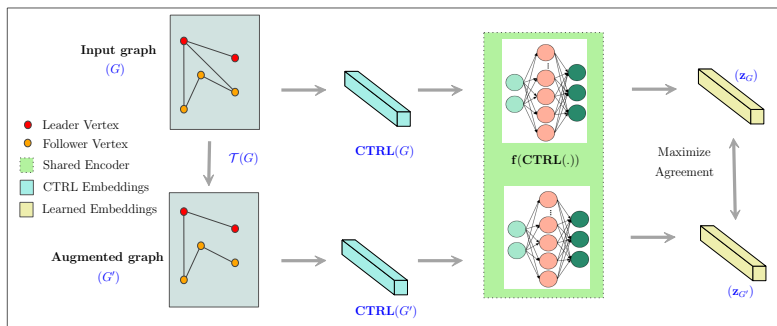 Input graph
(G)
Leader Vertex
Follower Vertex
Shared Encoder
CTRL Embeddings
Learned Embeddings
𝒯(G)
Augmented graph
(G′)
CTRL(G)
CTRL(G′)
f(CTRL(.))
(z_G)
Maximize
Agreement
(z_G′)